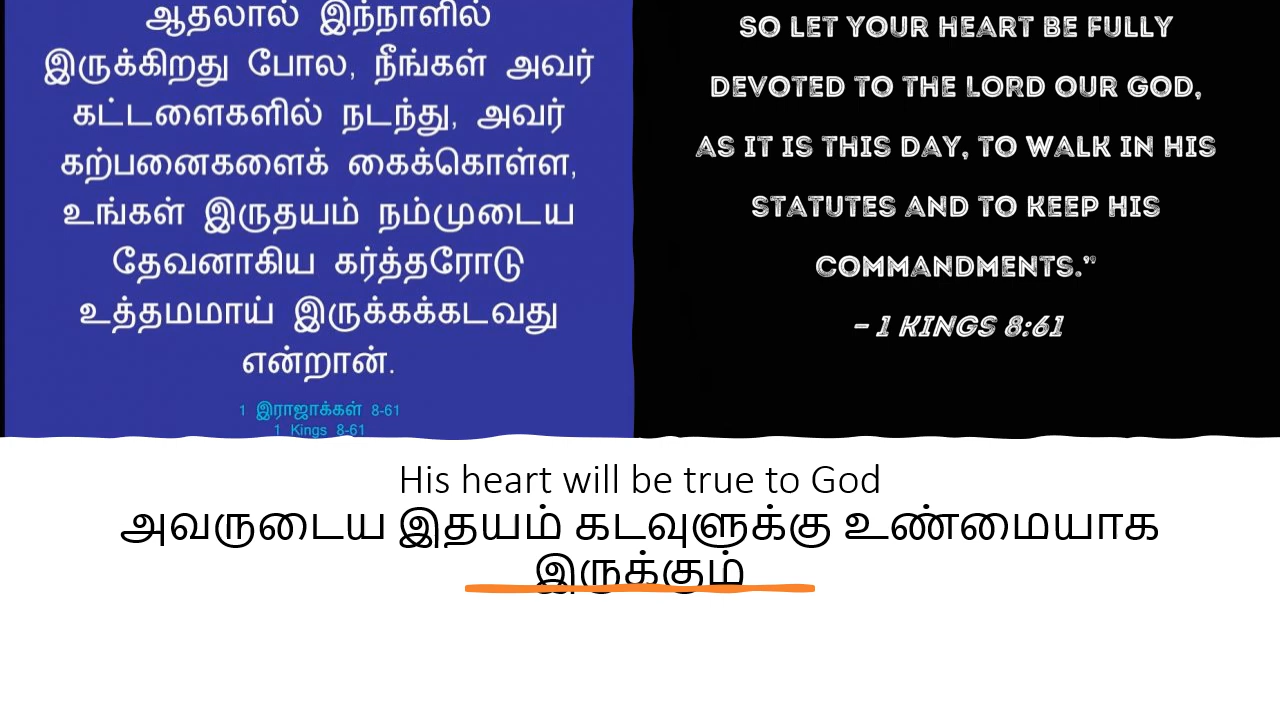 ஆதலால் இந்நாளில்
இருக்கிறது போல, நீங்கள் அவர்
கட்டளைகளில் நடந்து, அவர்
கற்பனைகளைக் கைக்கொள்ள,
உங்கள் இருதயம் நம்முடைய
தேவனாகிய கர்த்தரோடு
உத்தமமாய் இருக்கக்கடவது
என்றான்.
1 இராஜாக்கள் 8-61
1 Kings 8-61
SO LET YOUR HEART BE FULLY
DEVOTED TO THE LORD OUR GOD,
AS IT IS THIS DAY, TO WALK IN HIS
STATUTES AND TO KEEP HIS
COMMANDMENTS.”
– 1 KINGS 8:61
His heart will be true to God
அவருடைய இதயம் கடவுளுக்கு உண்மையாக
இருக்கும்